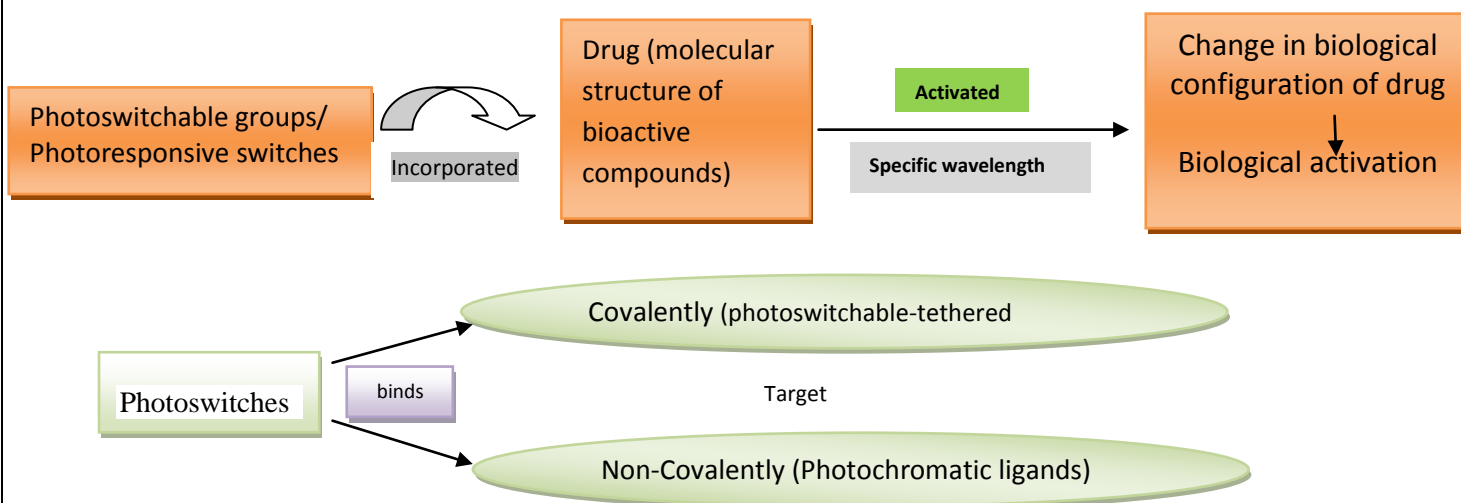 Photoswitchable groups/
Photoresponsive switches
Incorporated
Drug (molecular
structure of
bioactive
compounds)
Activated
Specific wavelength
Change in biological
configuration of drug
Biological activation
Covalently (photoswitchable-tethered
Photoswitches
binds
Target
Non-Covalently (Photochromatic ligands)